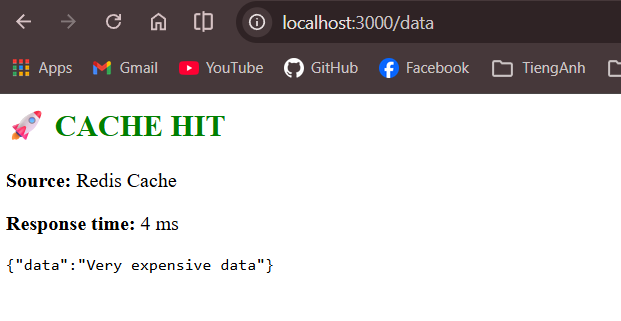 localhost:3000/data
Apps Gmail YouTube GitHub Facebook TiengAnh
🚀 CACHE HIT
Source: Redis Cache
Response time: 4 ms
{"data":"Very expensive data"}